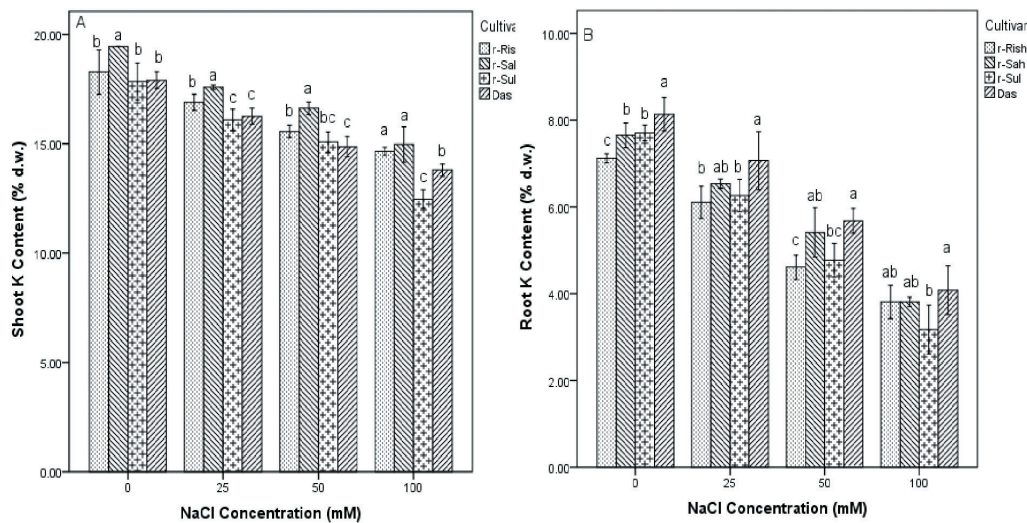 A
Cultiva
r-Ris
r-Sal
r-Sul
Das
20.00
15.00
10.00
5.00
0.00
b a b b
b a c c
b a bc c
a a c b
0 25 50 100
Shoot K Content (% d.w.)
NaCl Concentration (mM)
B
Cultivar
r-Rish
r-Sah
r-Sul
Das
10.00
8.00
6.00
4.00
2.00
0.00
c b b a
b ab b a
c ab bc a
ab ab b a
0 25 50 100
Root K Content (% d.w.)
NaCl Concentration (mM)